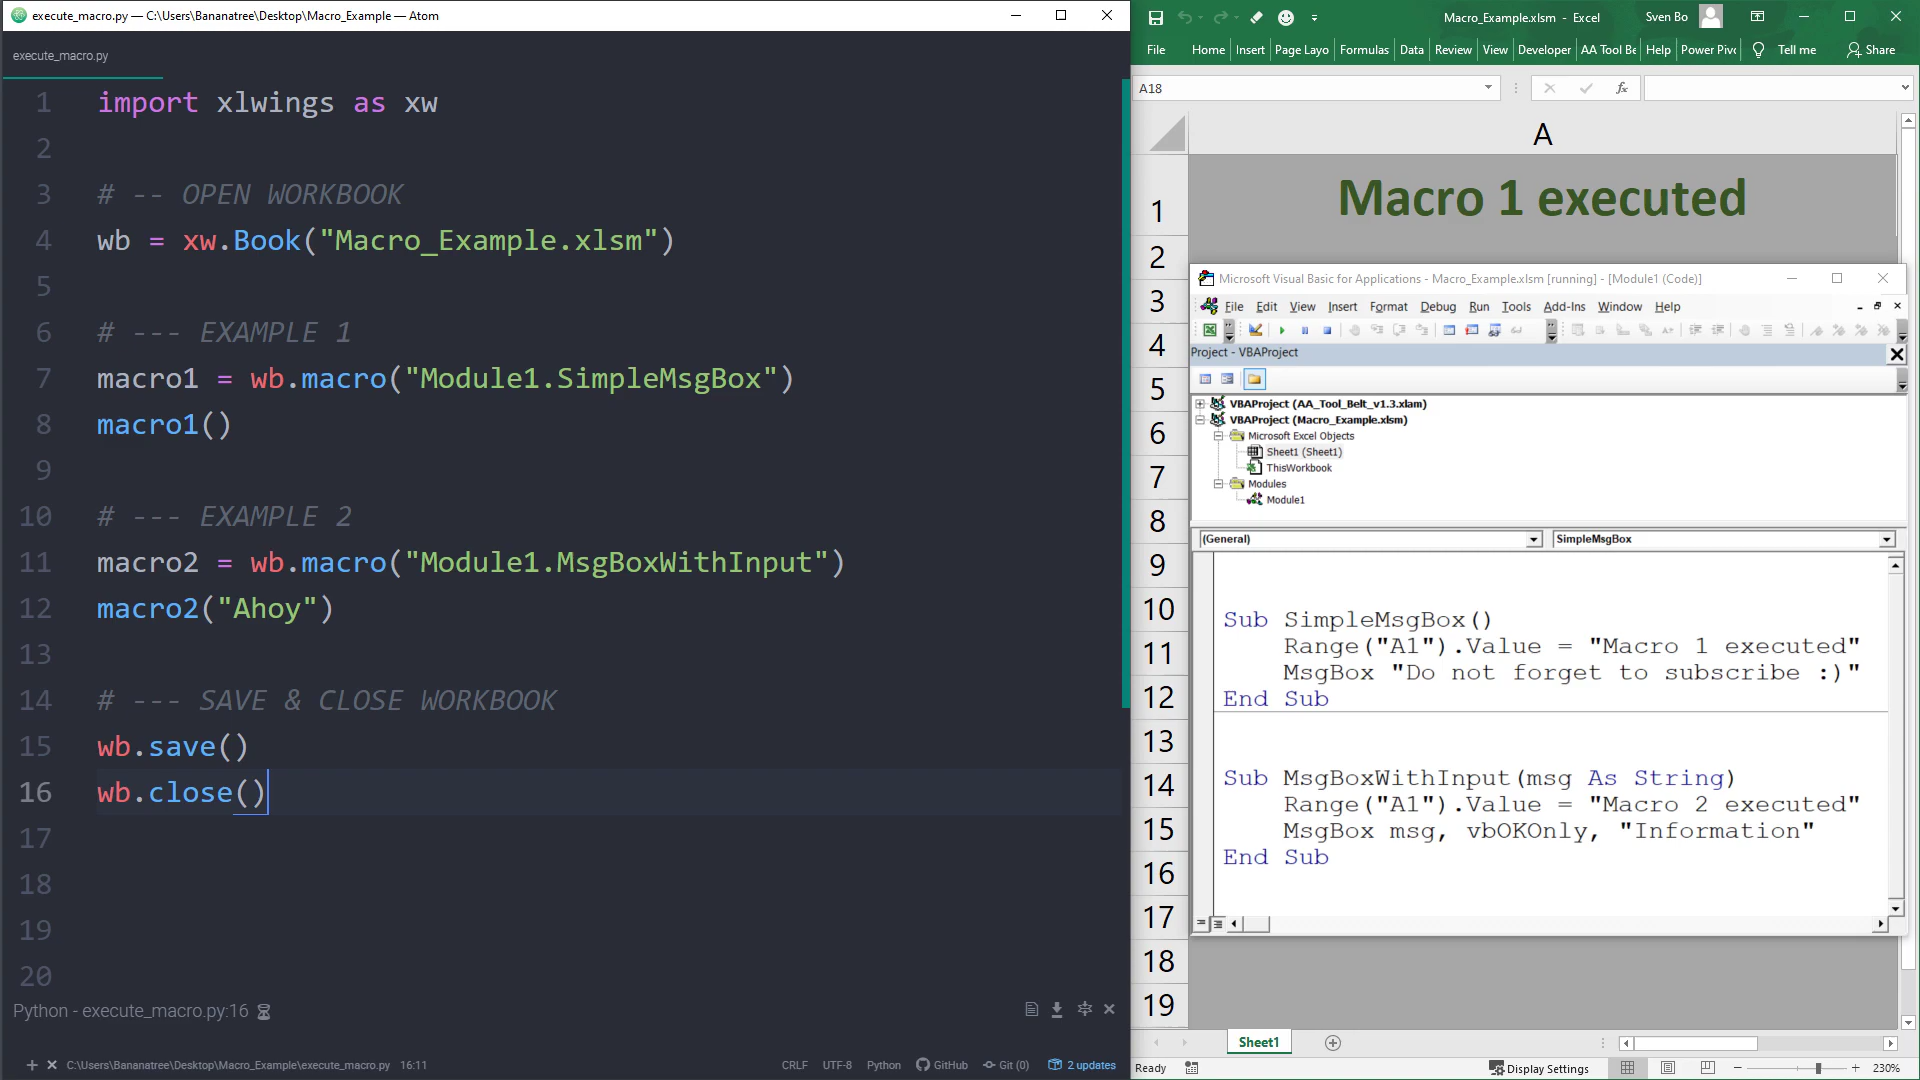 execute_macro.py — C:\Users\Bananatree\Desktop\Macro_Example — Atom
execute_macro.py
1 import xlwings as xw
2
3 # -- OPEN WORKBOOK
4 wb = xw.Book("Macro_Example.xlsm")
5
6 # --- EXAMPLE 1
7 macro1 = wb.macro("Module1.SimpleMsgBox")
8 macro1()
9
10 # --- EXAMPLE 2
11 macro2 = wb.macro("Module1.MsgBoxWithInput")
12 macro2("Ahoy")
13
14 # --- SAVE & CLOSE WORKBOOK
15 wb.save()
16 wb.close()
17
18
19
20
Python - execute_macro.py:16
C:\Users\Bananatree\Desktop\Macro_Example\execute_macro.py 16:11 CRLF UTF-8 Python GitHub Git (0) 2 updates
Macro_Example.xlsm - Excel Sven Bo
File Home Insert Page Layo Formulas Data Review View Developer AA Tool Be Help Power Piv Tell me Share
A18 fx
A
1 Macro 1 executed
2
3
4
5
6
7
8
9
10
11
12
13
14
15
16
17
18
19
Microsoft Visual Basic for Applications - Macro_Example.xlsm [running] - [Module1 (Code)]
File Edit View Insert Format Debug Run Tools Add-Ins Window Help
Project - VBAProject
VBAProject (AA_Tool_Belt_v1.3.xlam)
VBAProject (Macro_Example.xlsm)
Microsoft Excel Objects
Sheet1 (Sheet1)
ThisWorkbook
Modules
Module1
(General) SimpleMsgBox
Sub SimpleMsgBox()
Range("A1").Value = "Macro 1 executed"
MsgBox "Do not forget to subscribe :)"
End Sub
Sub MsgBoxWithInput(msg As String)
Range("A1").Value = "Macro 2 executed"
MsgBox msg, vbOKOnly, "Information"
End Sub
Sheet1
Ready Display Settings 230%